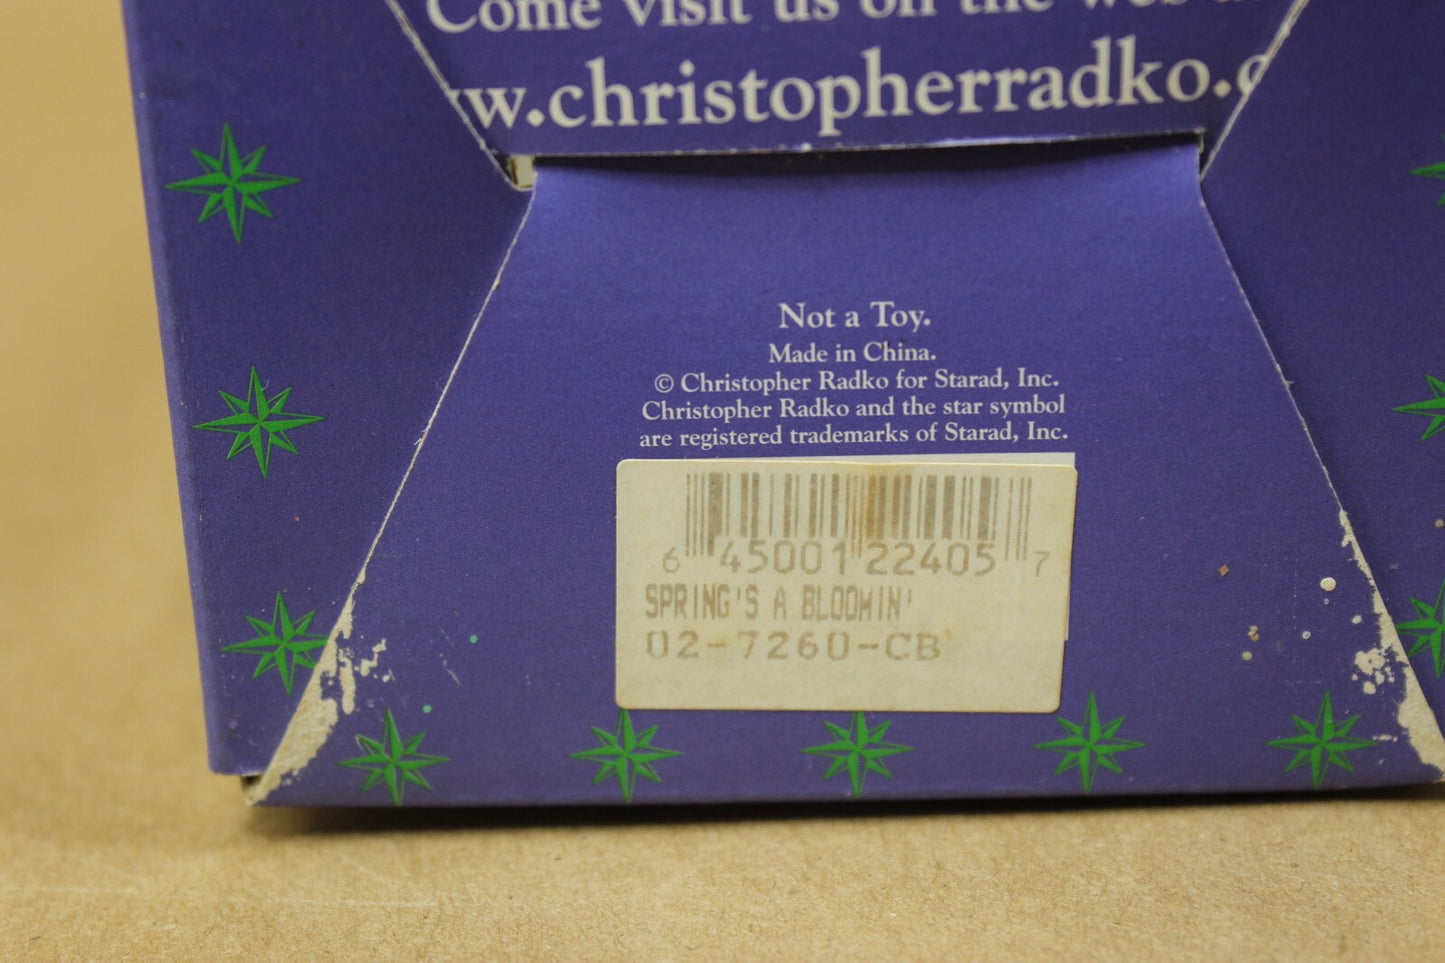 Come visit us on the web
w.christopherradko.c
Not a Toy.
Made in China.
© Christopher Radko for Starad, Inc.
Christopher Radko and the star symbol
are registered trademarks of Starad, Inc.
6 45001 22405 7
SPRING'S A BLOOMIN'
02-7260-CB